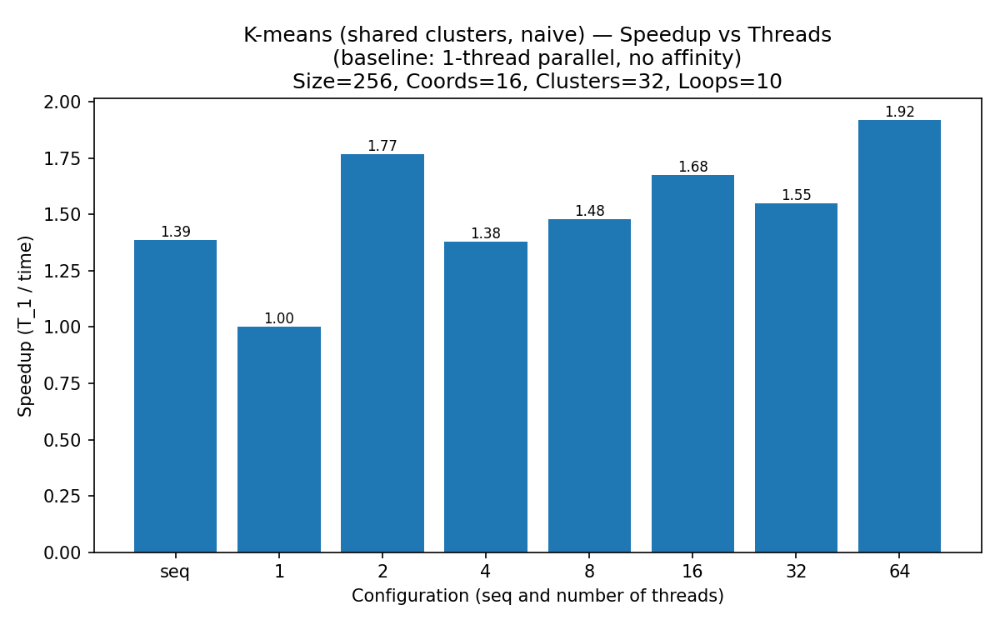 K-means (shared clusters, naive) — Speedup vs Threads
(baseline: 1-thread parallel, no affinity)
Size=256, Coords=16, Clusters=32, Loops=10
Speedup (T_1 / time)
2.00
1.75
1.50
1.25
1.00
0.75
0.50
0.25
0.00
1.39
1.00
1.77
1.38
1.48
1.68
1.55
1.92
seq 1 2 4 8 16 32 64
Configuration (seq and number of threads)